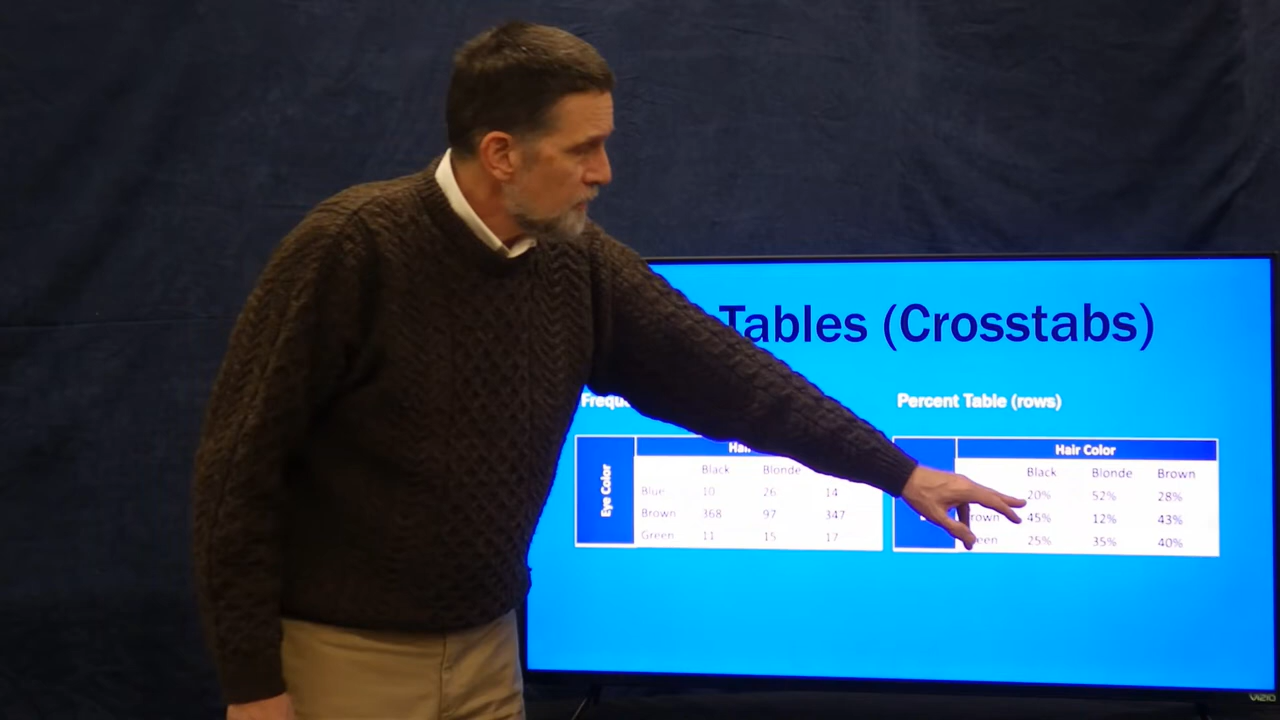 Tables (Crosstabs)
Percent Table (rows)
Eye Color
Black Blonde
Blue 10 26 14
Brown 368 97 347
Green 11 15 17
Hair Color
Black Blonde Brown
20% 52% 28%
45% 12% 43%
25% 35% 40%
VIZIO